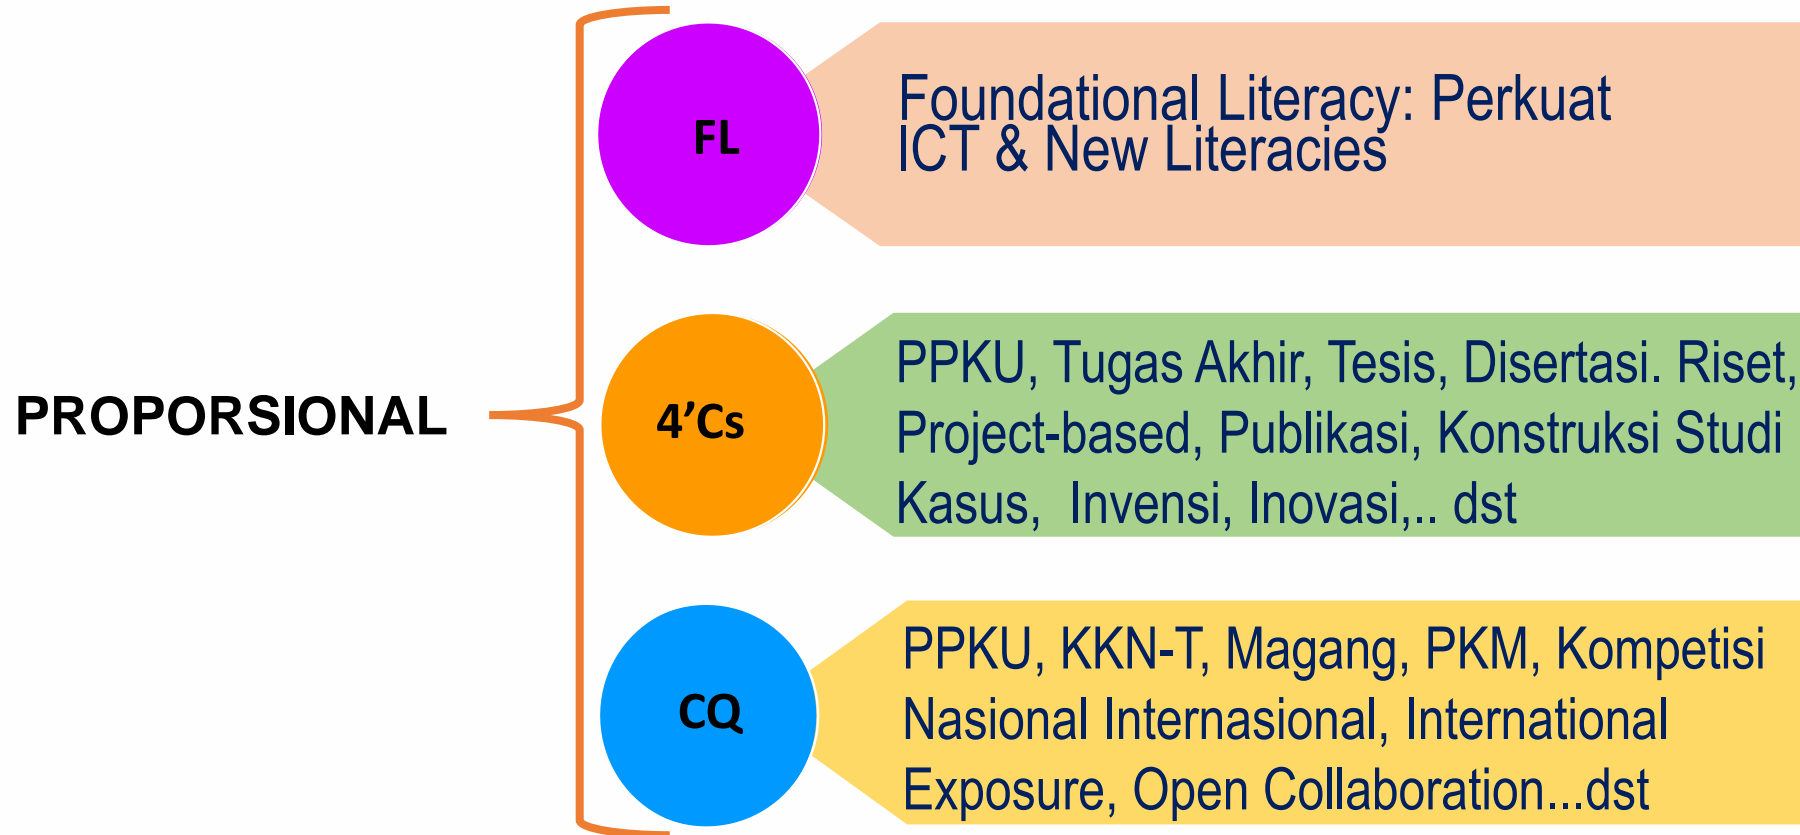 PROPORSIONAL
FL
Foundational Literacy: Perkuat
ICT & New Literacies
4’Cs
PPKU, Tugas Akhir, Tesis, Disertasi. Riset,
Project-based, Publikasi, Konstruksi Studi
Kasus, Invensi, Inovasi,.. dst
CQ
PPKU, KKN-T, Magang, PKM, Kompetisi
Nasional Internasional, International
Exposure, Open Collaboration...dst